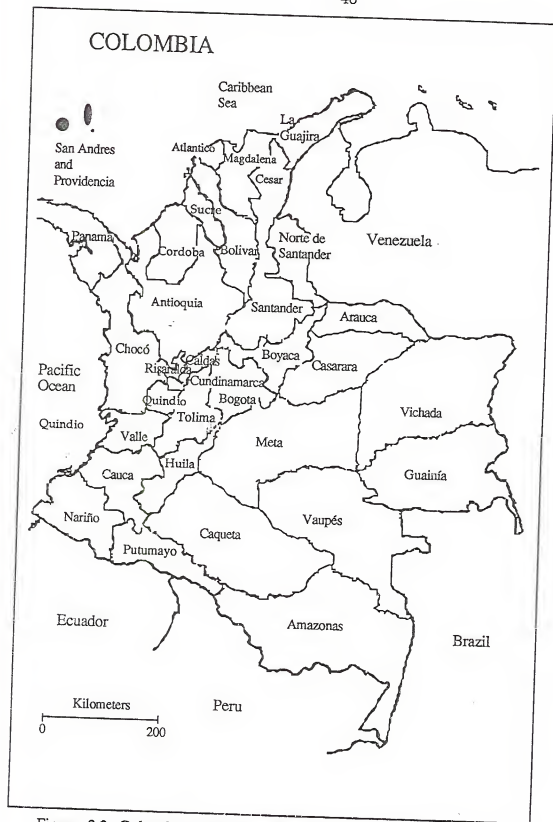 COLOMBIA
Caribbean
Sea
La
Guajira
San Andres
and
Providencia
Atlantico
Magdalena
Cesar
Sucre
Panama
Cordoba
Bolivar
Norte de
Santander
Venezuela
Antioquia
Santander
Arauca
Chocó
Caldas
Boyaca
Casarara
Risaralda
Pacific
Ocean
Cundinamarca
Quindio
Bogota
Tolima
Vichada
Quindio
Valle
Meta
Huila
Cauca
Guainía
Nariño
Vaupés
Caqueta
Putumayo
Ecuador
Amazonas
Brazil
Kilometers
Peru
0 200